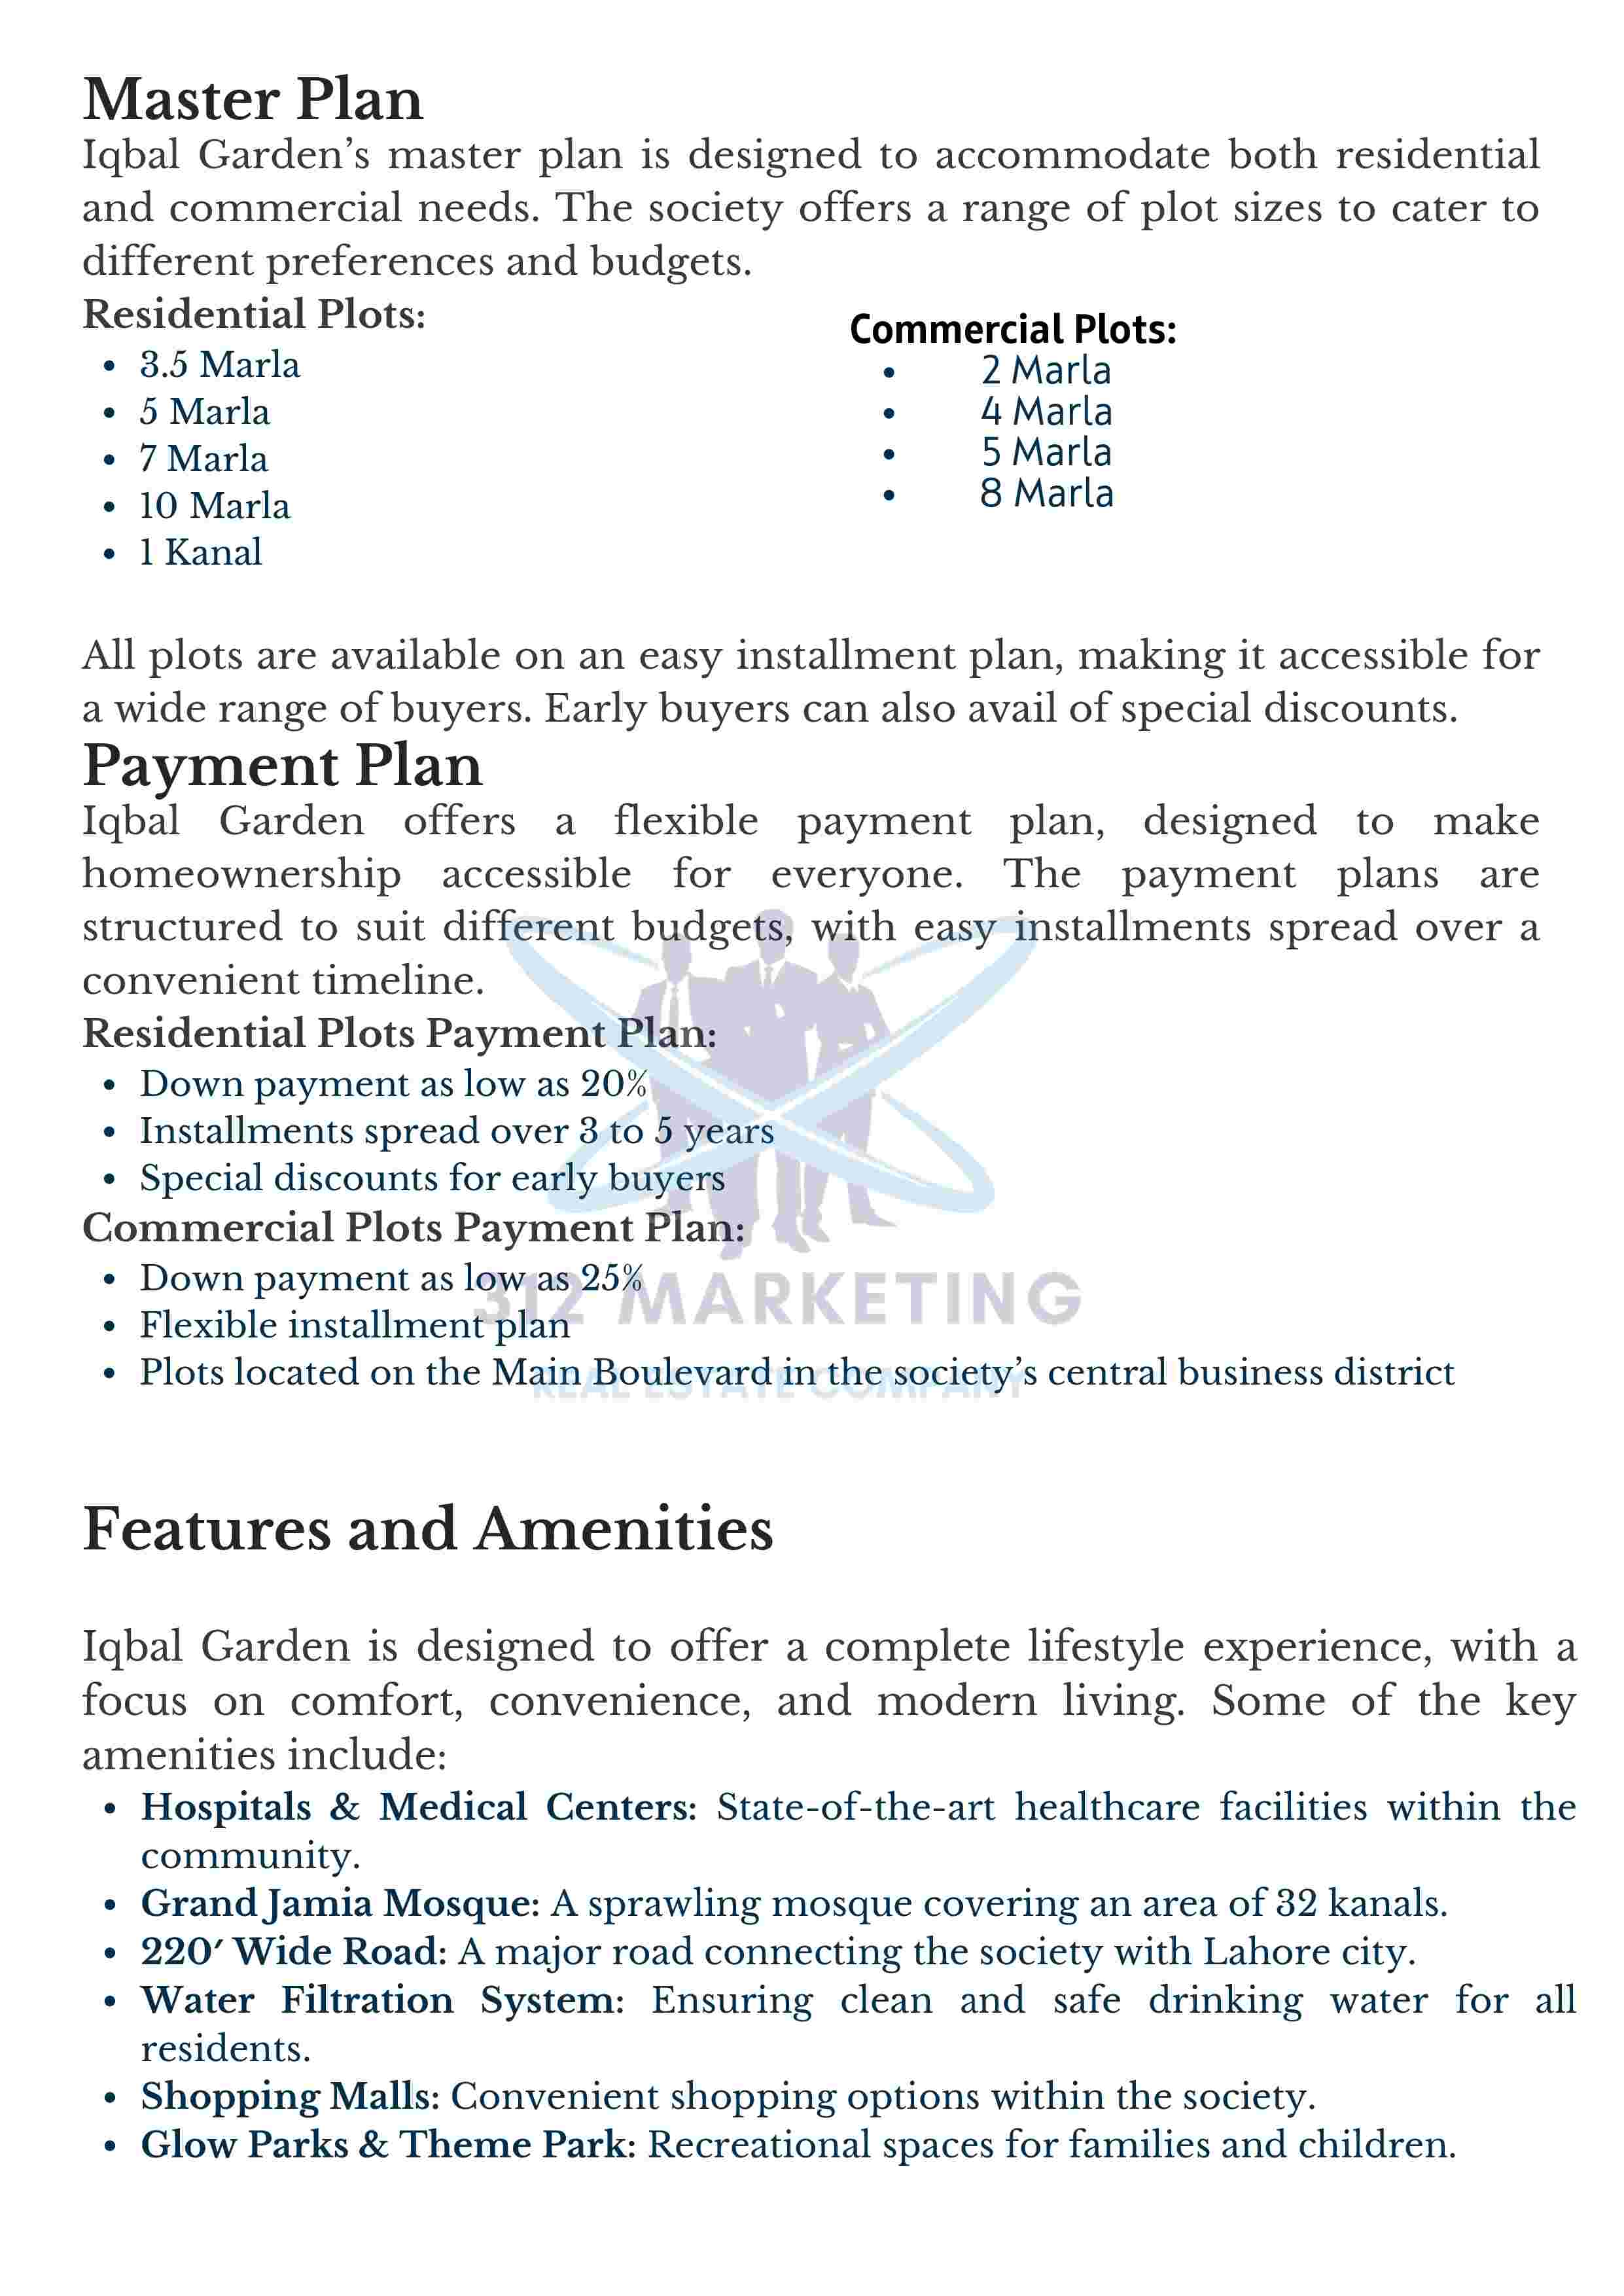 Master Plan
Iqbal Garden’s master plan is designed to accommodate both residential
and commercial needs. The society offers a range of plot sizes to cater to
different preferences and budgets.
Residential Plots:
• 3.5 Marla
• 5 Marla
• 7 Marla
• 10 Marla
• 1 Kanal
Commercial Plots:
• 2 Marla
• 4 Marla
• 5 Marla
• 8 Marla
All plots are available on an easy installment plan, making it accessible for
a wide range of buyers. Early buyers can also avail of special discounts.
Payment Plan
Iqbal Garden offers a flexible payment plan, designed to make
homeownership accessible for everyone. The payment plans are
structured to suit different budgets, with easy installments spread over a
convenient timeline.
Residential Plots Payment Plan:
• Down payment as low as 20%
• Installments spread over 3 to 5 years
• Special discounts for early buyers
Commercial Plots Payment Plan:
• Down payment as low as 25%
• Flexible installment plan
• Plots located on the Main Boulevard in the society’s central business district
312 MARKETING
REAL ESTATE COMPANY
Features and Amenities
Iqbal Garden is designed to offer a complete lifestyle experience, with a
focus on comfort, convenience, and modern living. Some of the key
amenities include:
• Hospitals & Medical Centers: State-of-the-art healthcare facilities within the
community.
• Grand Jamia Mosque: A sprawling mosque covering an area of 32 kanals.
• 220′ Wide Road: A major road connecting the society with Lahore city.
• Water Filtration System: Ensuring clean and safe drinking water for all
residents.
• Shopping Malls: Convenient shopping options within the society.
• Glow Parks & Theme Park: Recreational spaces for families and children.